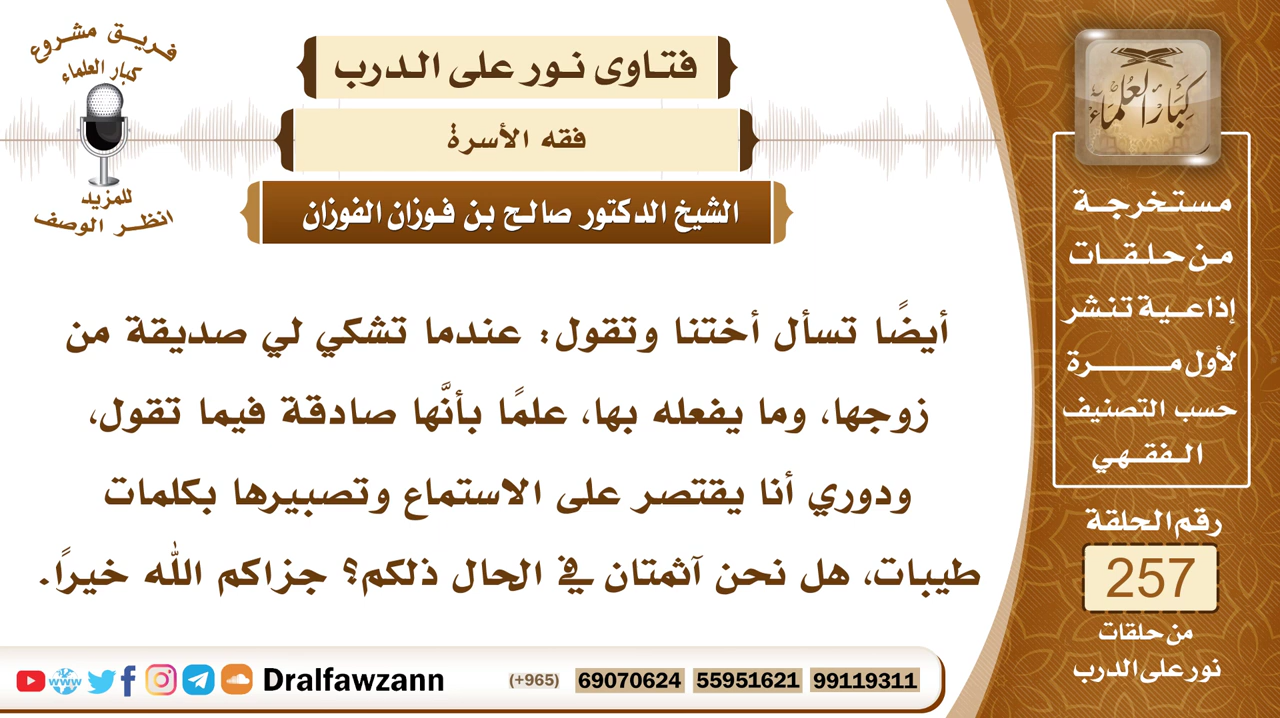 فريق مشروع
كبار العلماء
للمزيد
انظر الوصف
فتاوى نور على الدرب
فقه الأسرة
الشيخ الدكتور صالح بن فوزان الفوزان
أيضًا تسأل أختنا وتقول: عندما تشكي لي صديقة من
زوجها، وما يفعله بها، علمًا بأنَّها صادقة فيما تقول،
ودوري أنا يقتصر على الاستماع وتصبيرها بكلمات
طيبات، هل نحن آثمتان في الحال ذلكم؟ جزاكم الله خيرًا.
كبار العلماء
مستخرجة
من حلقات
إذاعية تنشر
لأول مرة
حسب التصنيف
الفقهي
رقم الحلقة
257
من حلقات
نور على الدرب
www Dralfawzann (+965) 69070624 55951621 99119311